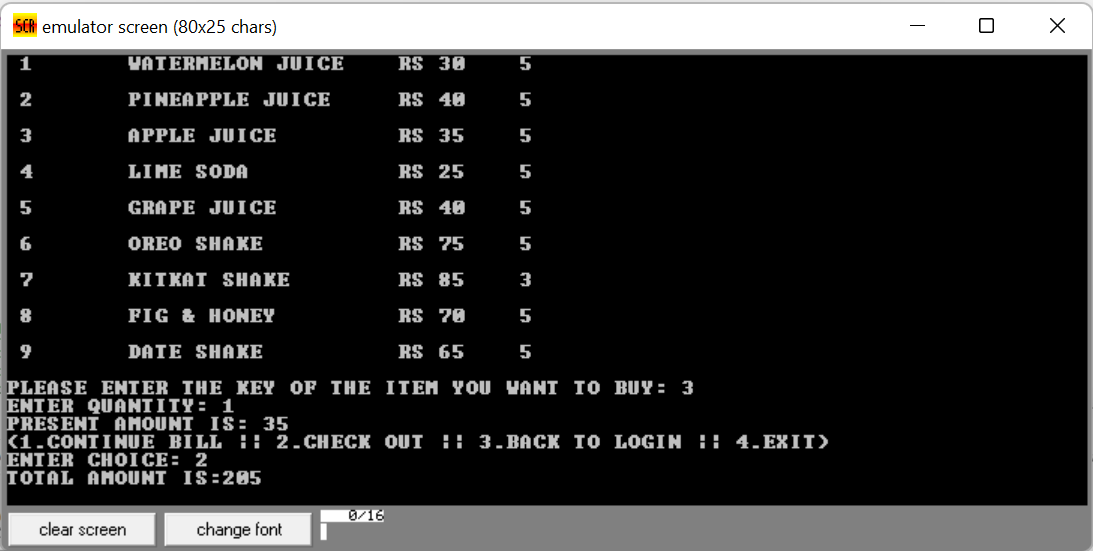 SCR emulator screen (80x25 chars)
1 WATERMELON JUICE RS 30 5
2 PINEAPPLE JUICE RS 40 5
3 APPLE JUICE RS 35 5
4 LIME SODA RS 25 5
5 GRAPE JUICE RS 40 5
6 OREO SHAKE RS 75 5
7 KITKAT SHAKE RS 85 3
8 FIG & HONEY RS 70 5
9 DATE SHAKE RS 65 5
PLEASE ENTER THE KEY OF THE ITEM YOU WANT TO BUY: 3
ENTER QUANTITY: 1
PRESENT AMOUNT IS: 35
(1.CONTINUE BILL :: 2.CHECK OUT :: 3.BACK TO LOGIN :: 4.EXIT)
ENTER CHOICE: 2
TOTAL AMOUNT IS:205
clear screen change font 0/16